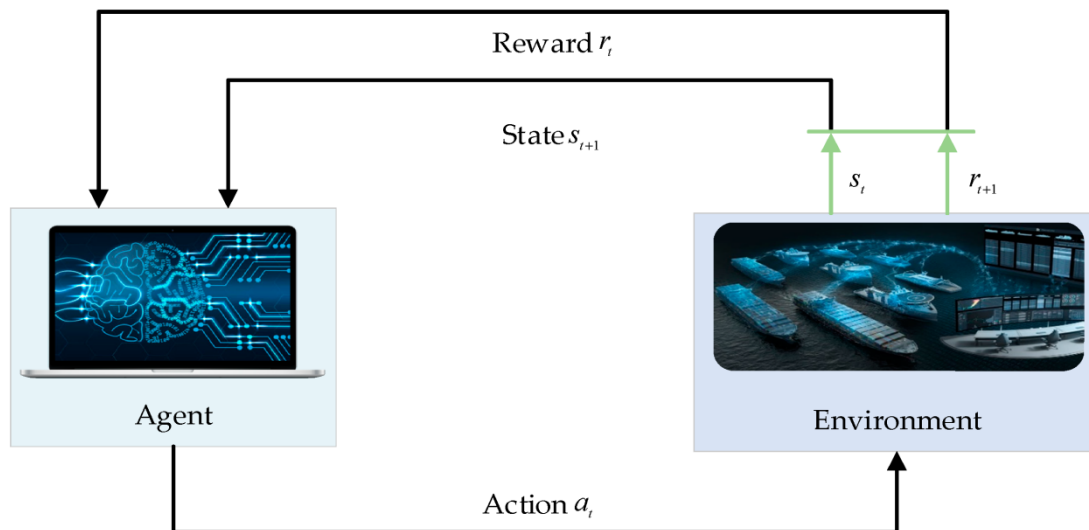 Reward r_t
State s_{t+1}
s_t
r_{t+1}
Agent
Environment
Action a_t